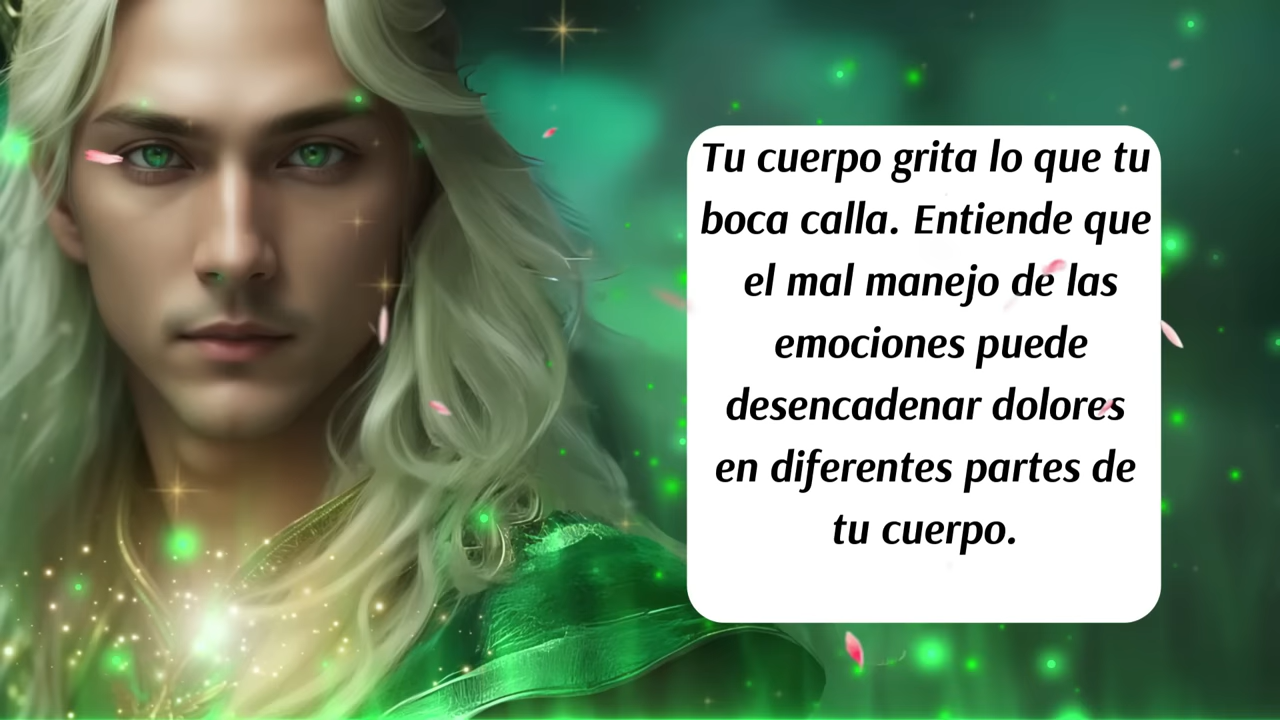 Tu cuerpo grita lo que tu
boca calla. Entiende que
el mal manejo de las
emociones puede
desencadenar dolores
en diferentes partes de
tu cuerpo.